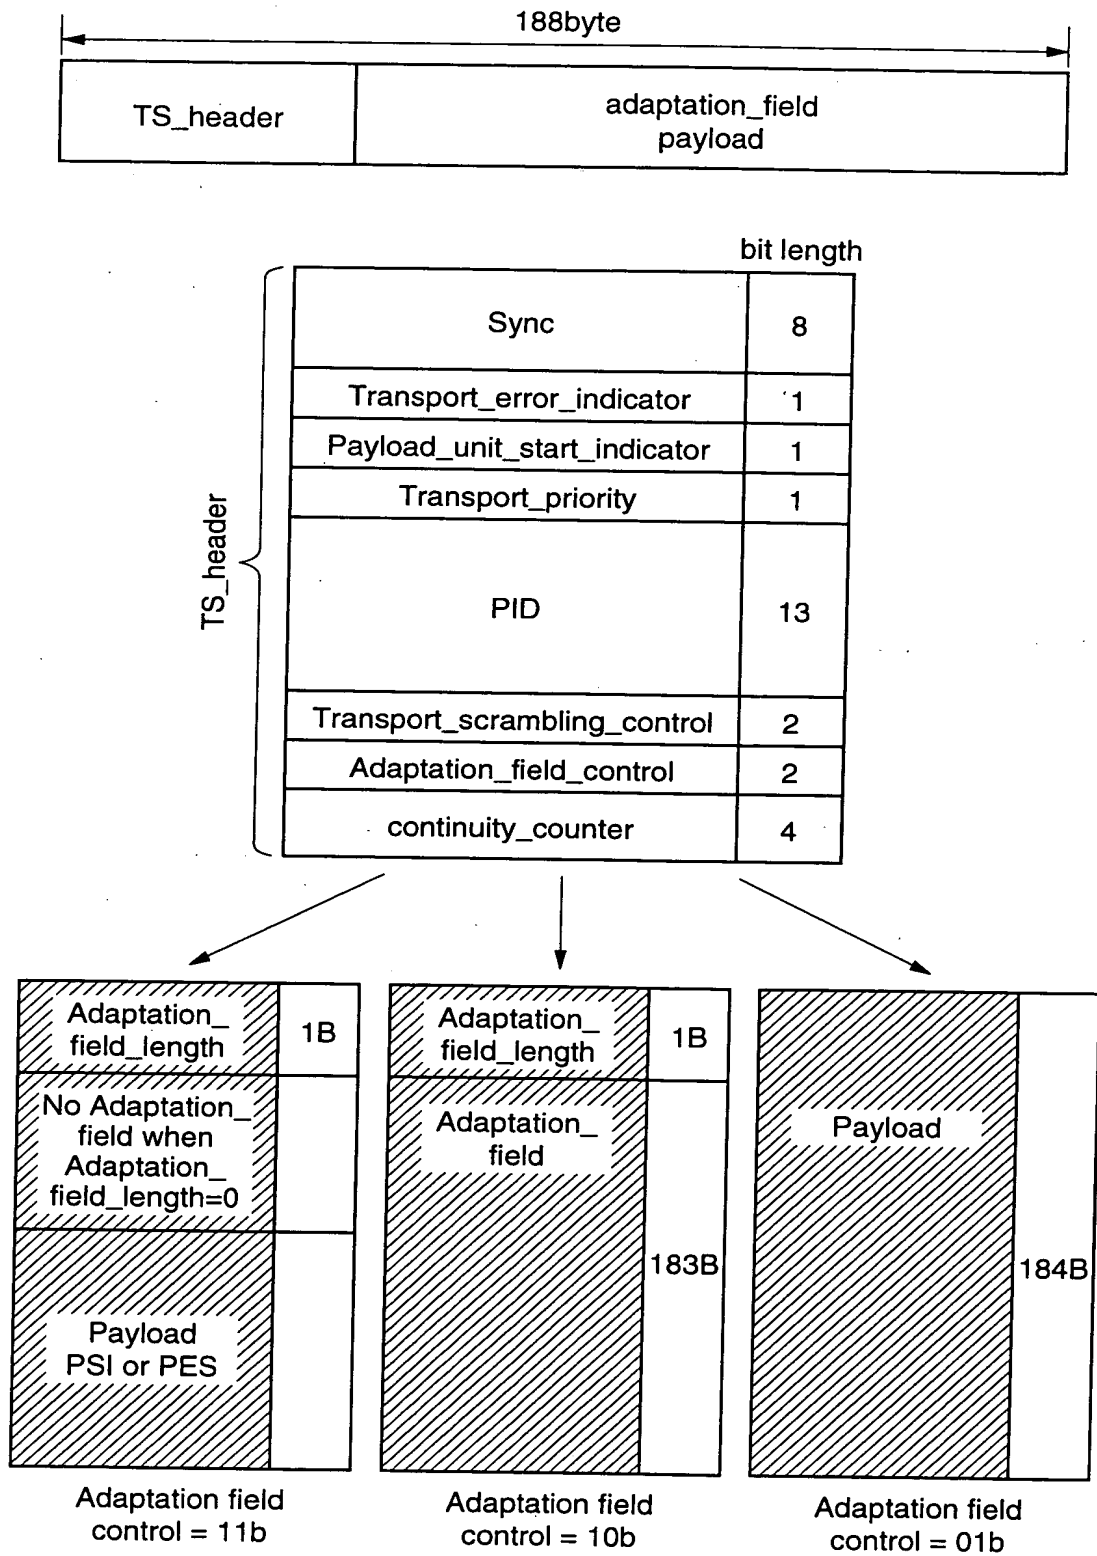 188byte
TS_header
adaptation_field
payload
bit length
TS_header
Sync
8
Transport_error_indicator
1
Payload_unit_start_indicator
1
Transport_priority
1
PID
13
Transport_scrambling_control
2
Adaptation_field_control
2
continuity_counter
4
Adaptation_
field_length
1B
No Adaptation_
field when
Adaptation_
field_length=0
Payload
PSI or PES
Adaptation field
control = 11b
Adaptation_
field_length
1B
Adaptation_
field
183B
Adaptation field
control = 10b
Payload
184B
Adaptation field
control = 01b